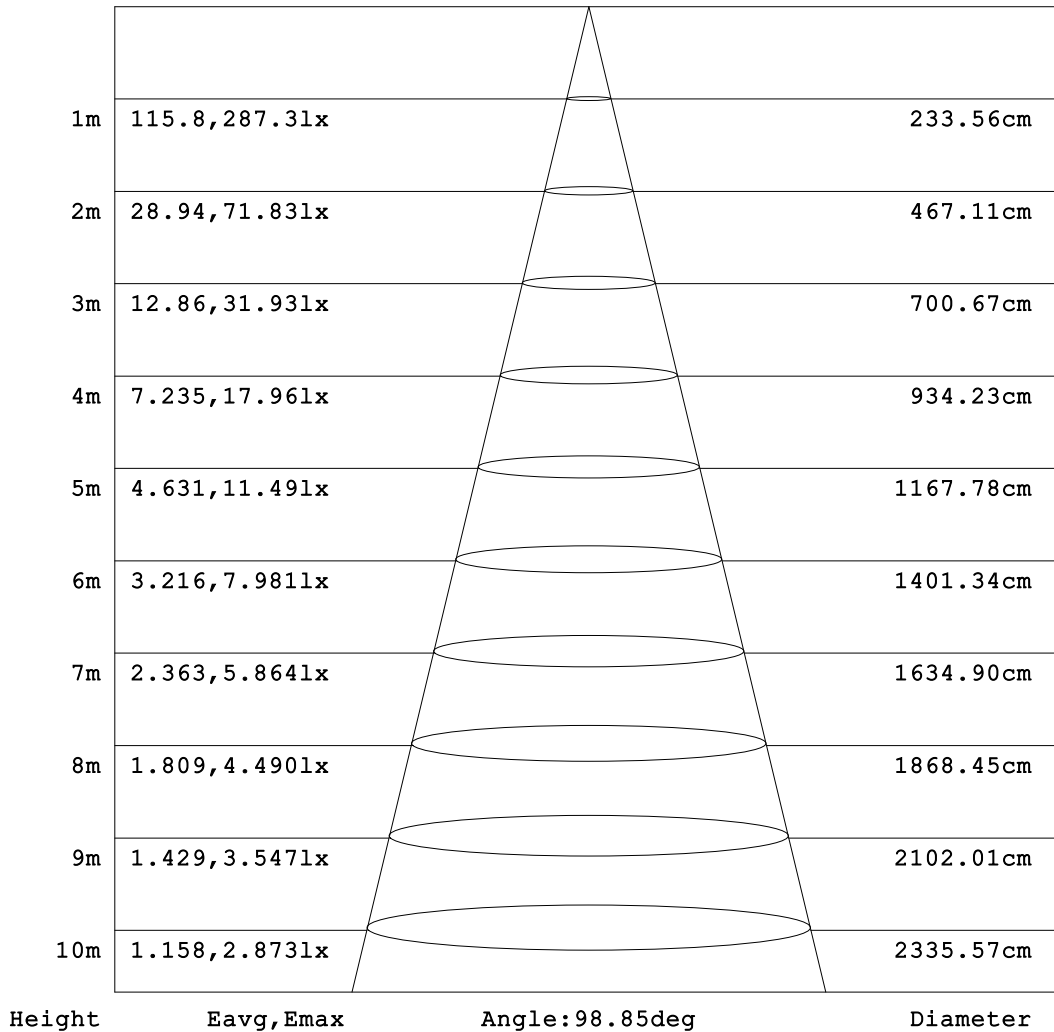 1m 115.8,287.3lx 233.56cm
2m 28.94,71.83lx 467.11cm
3m 12.86,31.93lx 700.67cm
4m 7.235,17.96lx 934.23cm
5m 4.631,11.49lx 1167.78cm
6m 3.216,7.981lx 1401.34cm
7m 2.363,5.864lx 1634.90cm
8m 1.809,4.490lx 1868.45cm
9m 1.429,3.547lx 2102.01cm
10m 1.158,2.873lx 2335.57cm
Height Eavg,Emax Angle:98.85deg Diameter